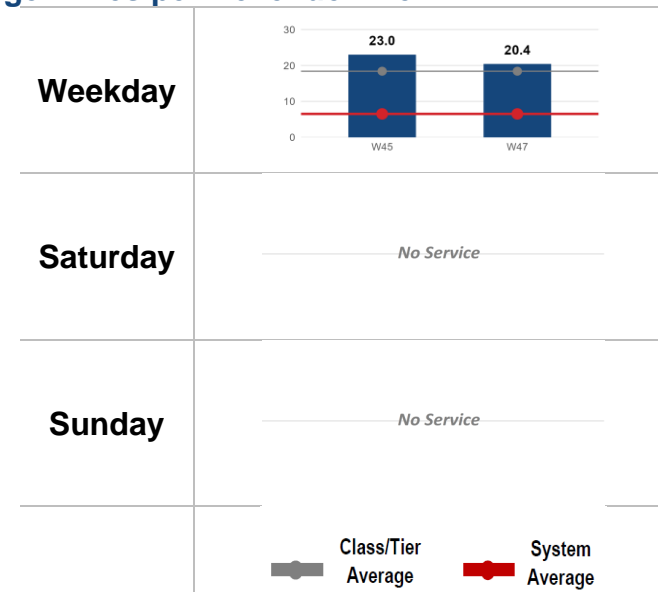 Weekday
30
20
10
0
23.0
20.4
W45
W47
Saturday
No Service
Sunday
No Service
Class/Tier
Average
System
Average